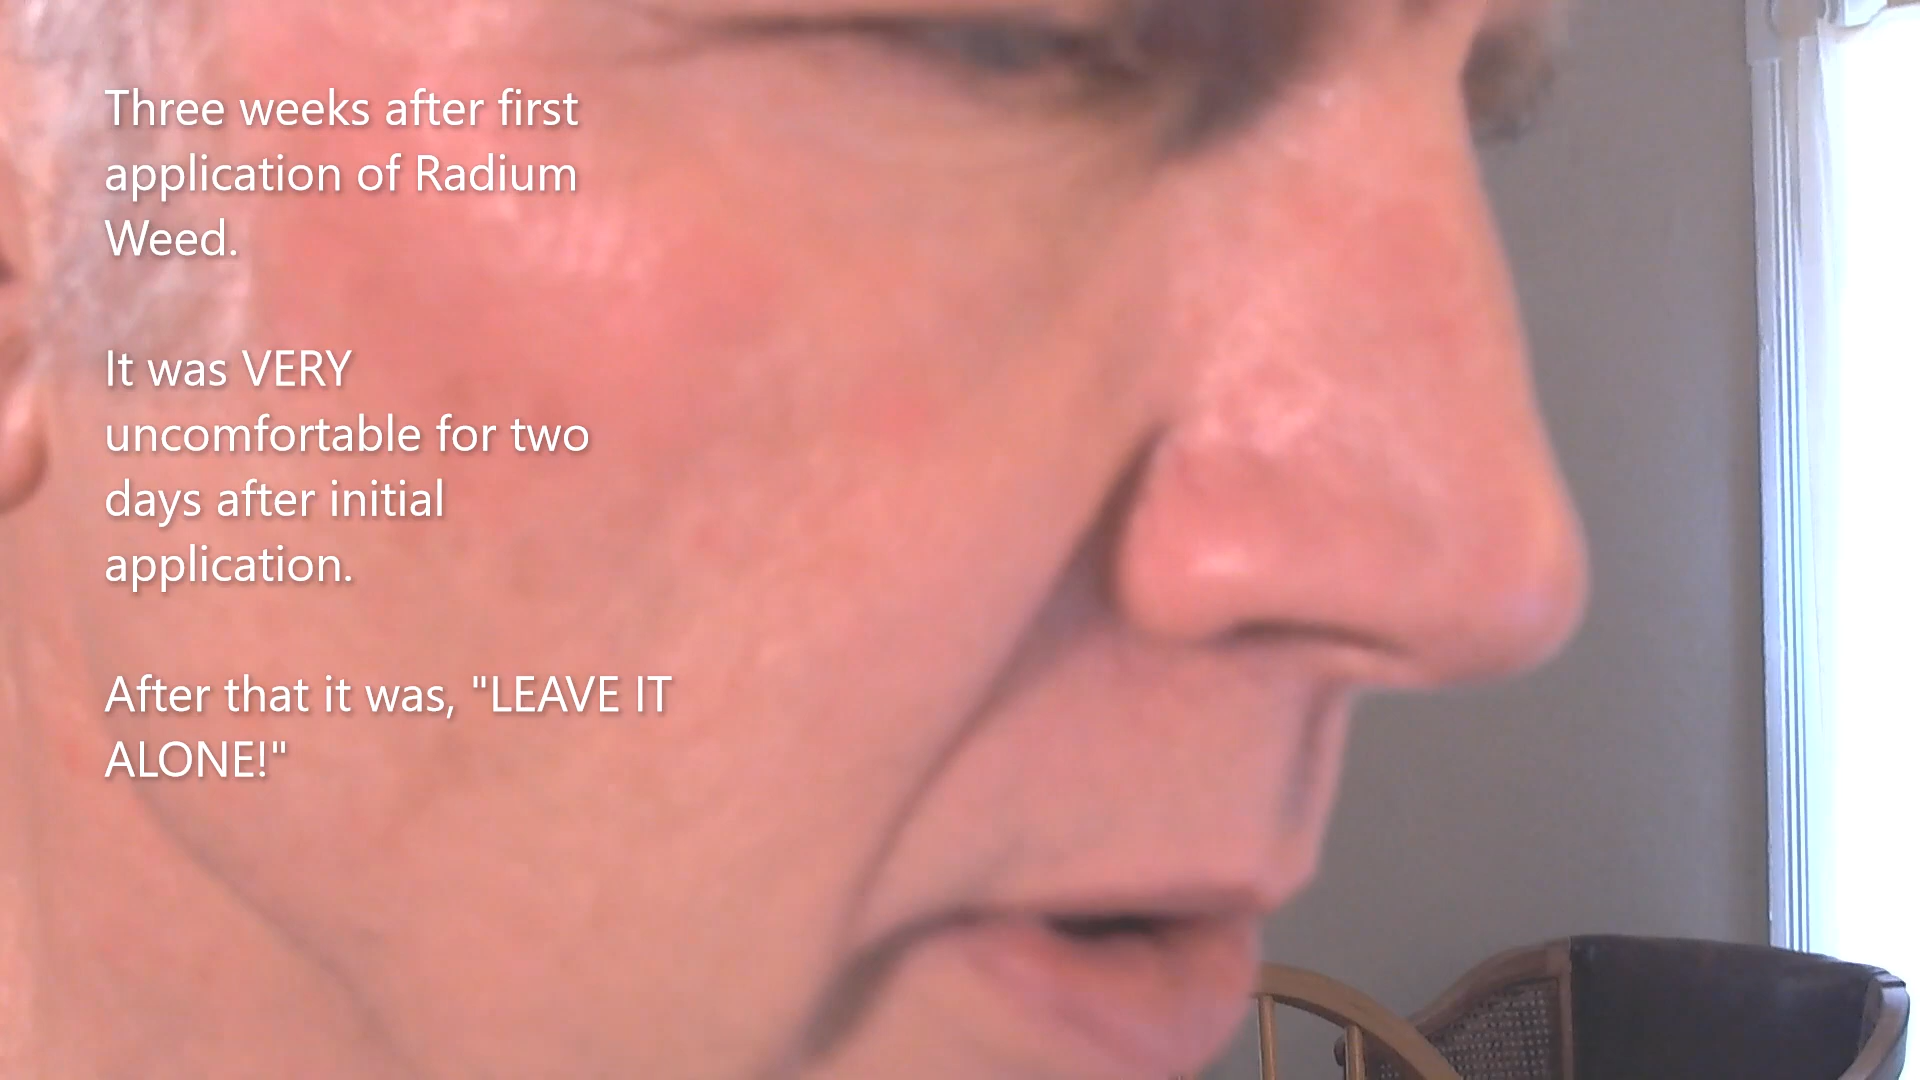 Three weeks after first
application of Radium
Weed.
It was VERY
uncomfortable for two
days after initial
application.
After that it was, "LEAVE IT
ALONE!"